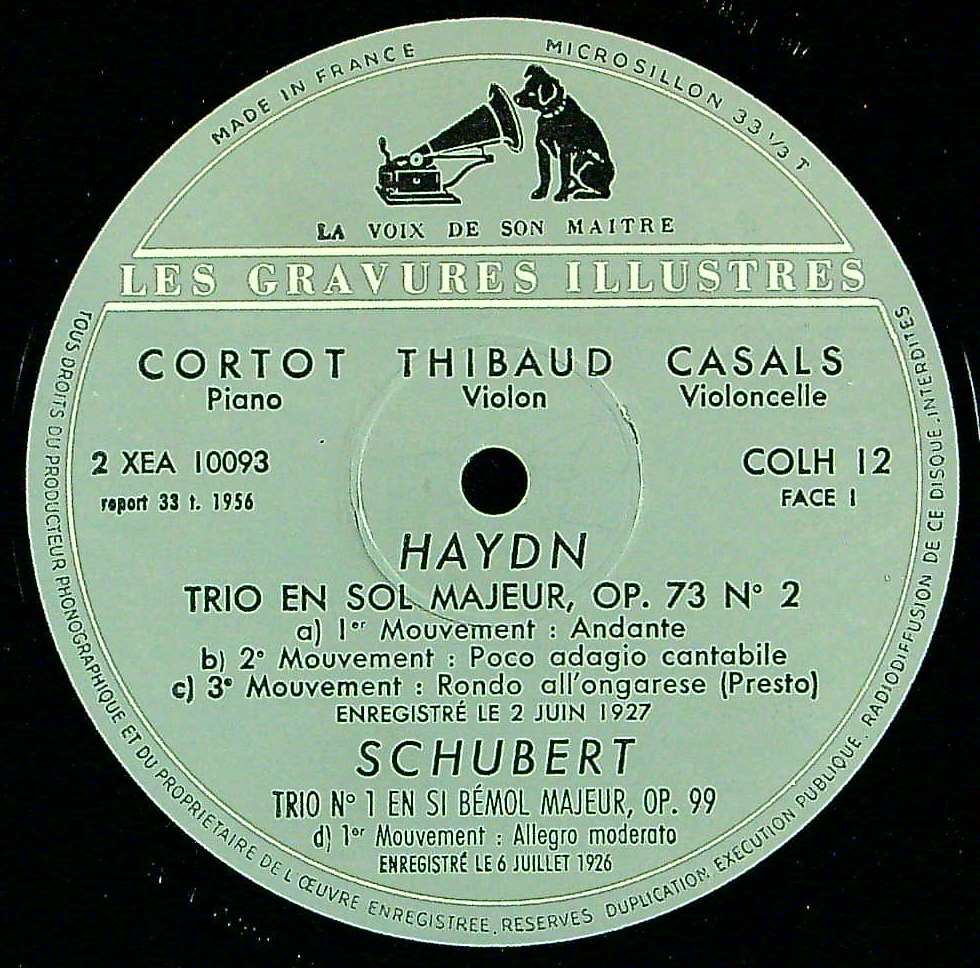 MADE IN FRANCE
MICROSILLON 33 1/3 T
LA VOIX DE SON MAITRE
LES GRAVURES ILLUSTRES
CORTOT THIBAUD CASALS
Piano Violon Violoncelle
2 XEA 10093 COLH 12
report 33 t. 1956 FACE 1
HAYDN
TRIO EN SOL MAJEUR, OP. 73 N° 2
a) 1er Mouvement : Andante
b) 2e Mouvement : Poco adagio cantabile
c) 3e Mouvement : Rondo all'ongarese (Presto)
ENREGISTRÉ LE 2 JUIN 1927
SCHUBERT
TRIO N° 1 EN SI BÉMOL MAJEUR, OP. 99
d) 1er Mouvement : Allegro moderato
ENREGISTRÉ LE 6 JUILLET 1926
TOUS DROITS DU PRODUCTEUR PHONOGRAPHIQUE ET DU PROPRIETAIRE DE L'ŒUVRE ENREGISTREE, RESERVES DUPLICATION EXECUTION PUBLIQUE. RADIODIFFUSION DE CE DISQUE. INTERDITES